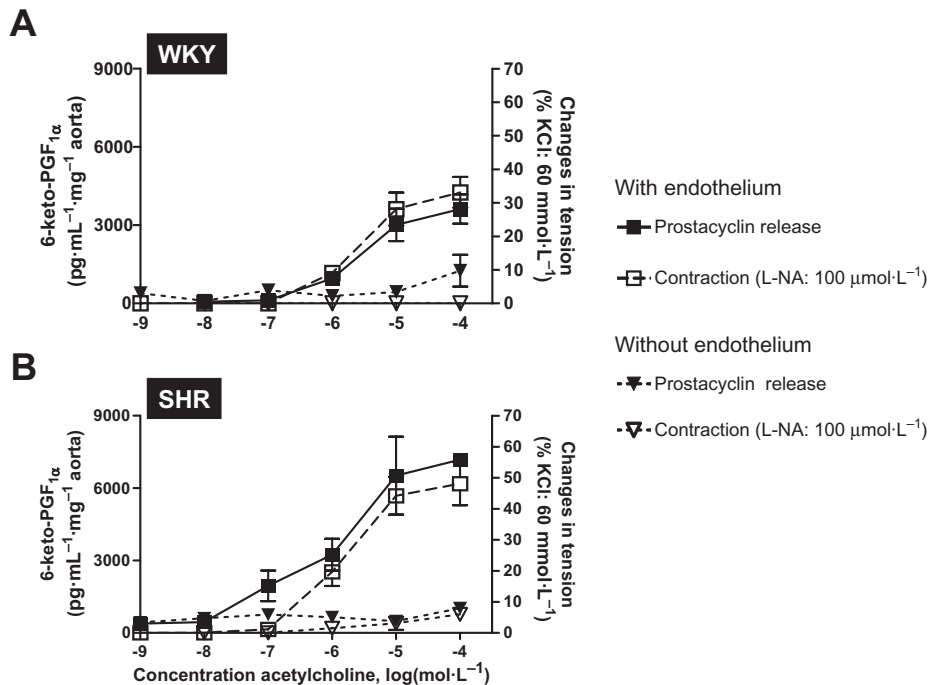 A
WKY
9000
6000
3000
0
6-keto-PGF1α
(pg·mL−1·mg−1 aorta)
70
60
50
40
30
20
10
0
Changes in tension
(% KCl: 60 mmol·L−1)
-9 -8 -7 -6 -5 -4
With endothelium
Prostacyclin release
Contraction (L-NA: 100 μmol·L−1)
Without endothelium
Prostacyclin release
Contraction (L-NA: 100 μmol·L−1)
B
SHR
9000
6000
3000
0
6-keto-PGF1α
(pg·mL−1·mg−1 aorta)
70
60
50
40
30
20
10
0
Changes in tension
(% KCl: 60 mmol·L−1)
-9 -8 -7 -6 -5 -4
Concentration acetylcholine, log(mol·L−1)